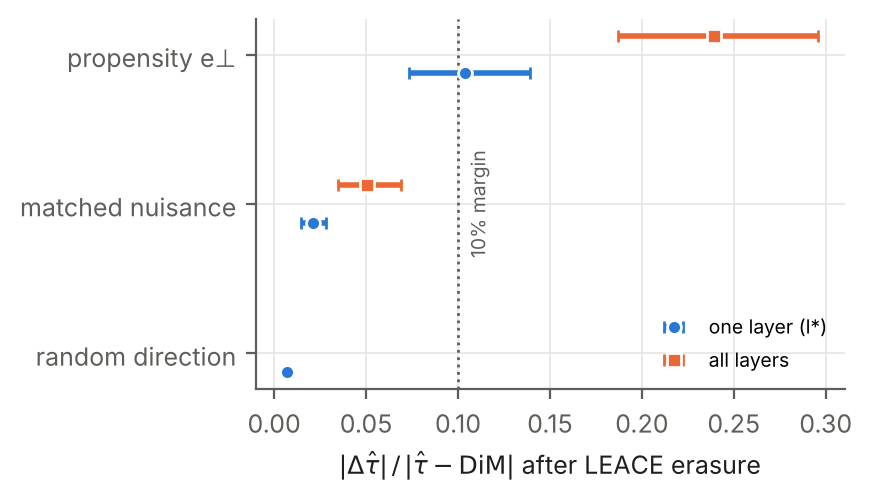 propensity e⊥
matched nuisance
random direction
10% margin
one layer (l*)
all layers
0.00 0.05 0.10 0.15 0.20 0.25 0.30
|Δτ̂| / |τ̂ − DiM| after LEACE erasure